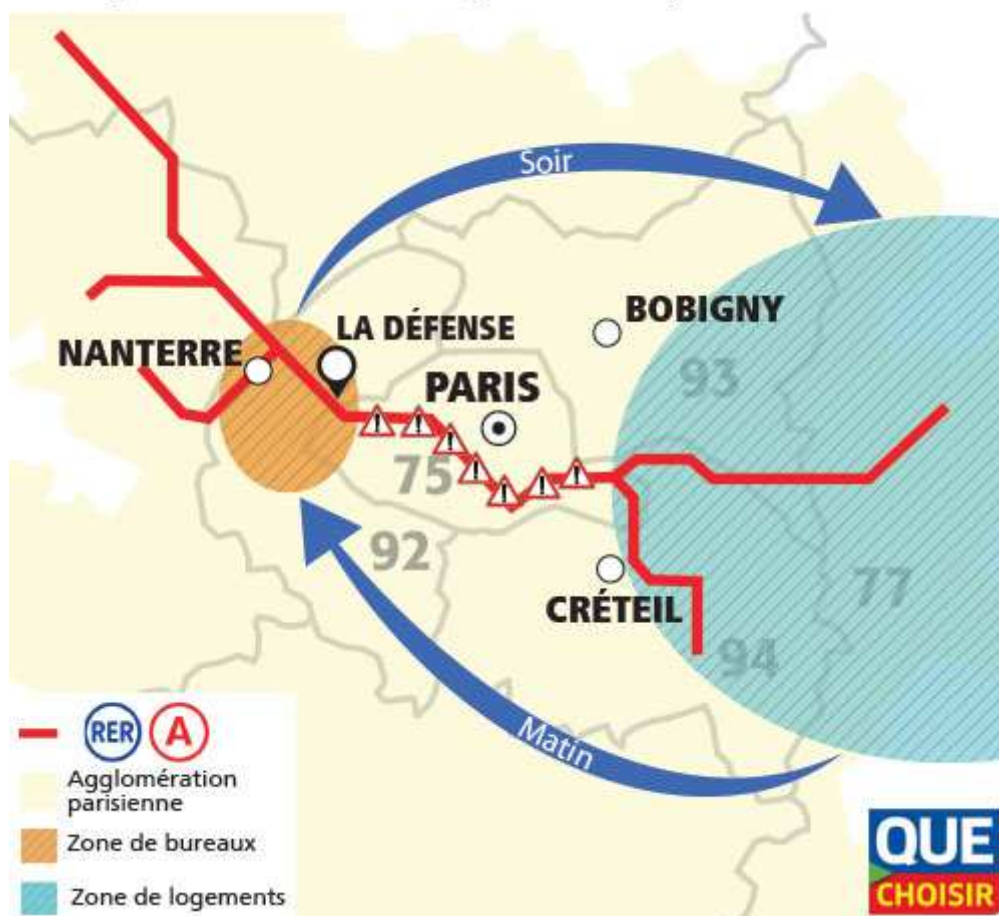 Soir
BOBIGNY
LA DÉFENSE
NANTERRE
PARIS
93
75
92
CRÉTEIL
77
94
Matin
RER A
Agglomération
parisienne
Zone de bureaux
Zone de logements
QUE
CHOISIR